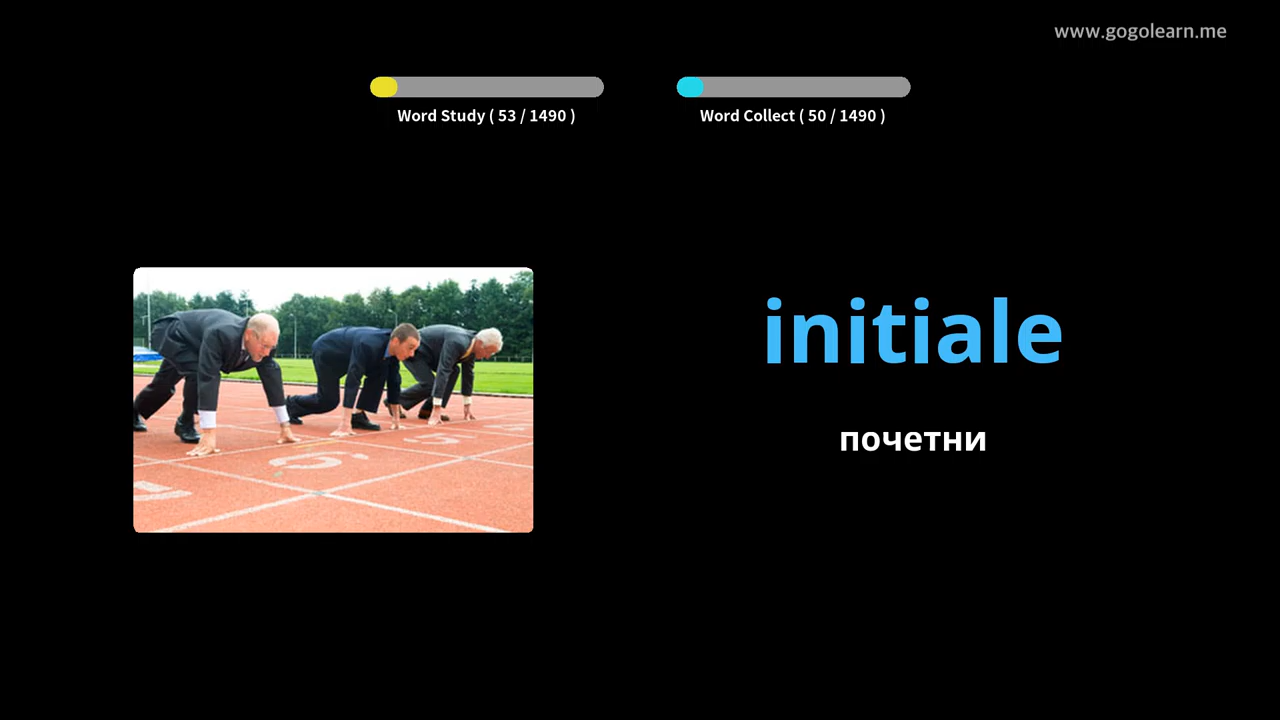 www.gogolearn.me
Word Study ( 53 / 1490 )
Word Collect ( 50 / 1490 )
initiale
почетни